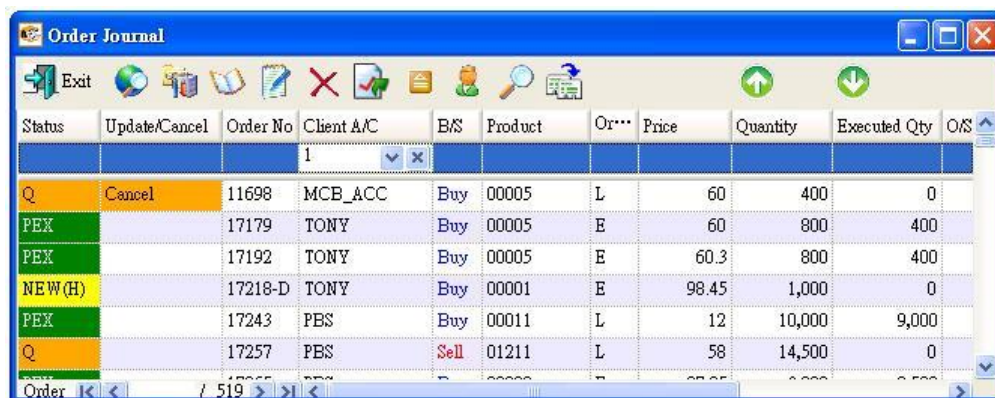 Order Journal
Exit
Status Update/Cancel Order No Client A/C B/S Product Or... Price Quantity Executed Qty O/S
1
Q Cancel 11698 MCB_ACC Buy 00005 L 60 400 0
PEX 17179 TONY Buy 00005 E 60 800 400
PEX 17192 TONY Buy 00005 E 60.3 800 400
NEW(H) 17218-D TONY Buy 00001 E 98.45 1,000 0
PEX 17243 PBS Buy 00011 L 12 10,000 9,000
Q 17257 PBS Sell 01211 L 58 14,500 0
Order / 519